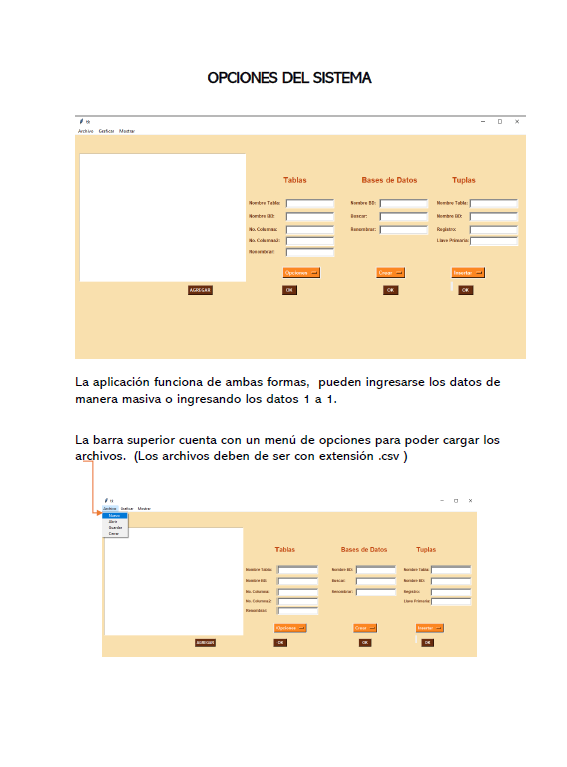 OPCIONES DEL SISTEMA
tk
Archivo Graficar Mostrar
Tablas Bases de Datos Tuplas
Nombre Tabla: Nombre BD: Nombre Tabla:
Nombre BD: Buscar: Nombre BD:
No. Columna: Renombrar: Registro:
No. Columna2: Llave Primaria:
Renombrar:
Opciones Crear Insertar
AGREGAR OK OK OK
La aplicación funciona de ambas formas, pueden ingresarse los datos de
manera masiva o ingresando los datos 1 a 1.
La barra superior cuenta con un menú de opciones para poder cargar los
archivos. (Los archivos deben de ser con extensión .csv )
tk
Archivo Graficar Mostrar
Nuevo
Abrir
Guardar
Cerrar
Tablas Bases de Datos Tuplas
Nombre Tabla: Nombre BD: Nombre Tabla:
Nombre BD: Buscar: Nombre BD:
No. Columna: Renombrar: Registro:
No. Columna2: Llave Primaria:
Renombrar:
Opciones Crear Insertar
AGREGAR OK OK OK